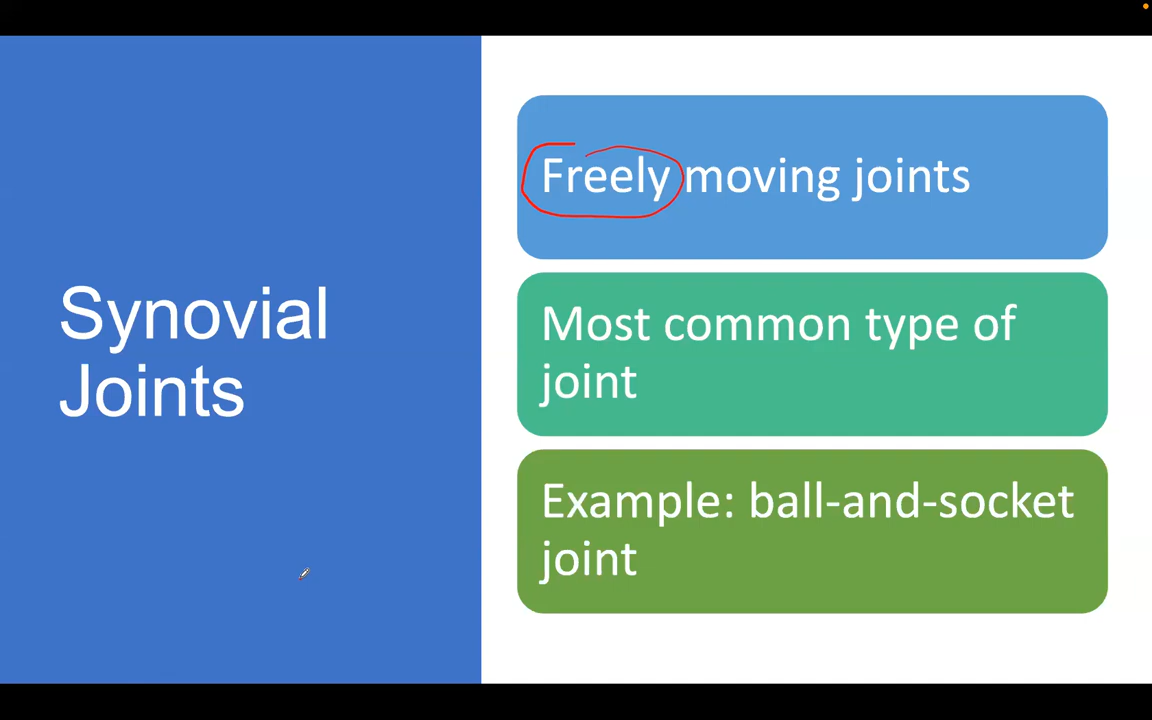 Synovial
Joints
Freely moving joints
Most common type of
joint
Example: ball-and-socket
joint